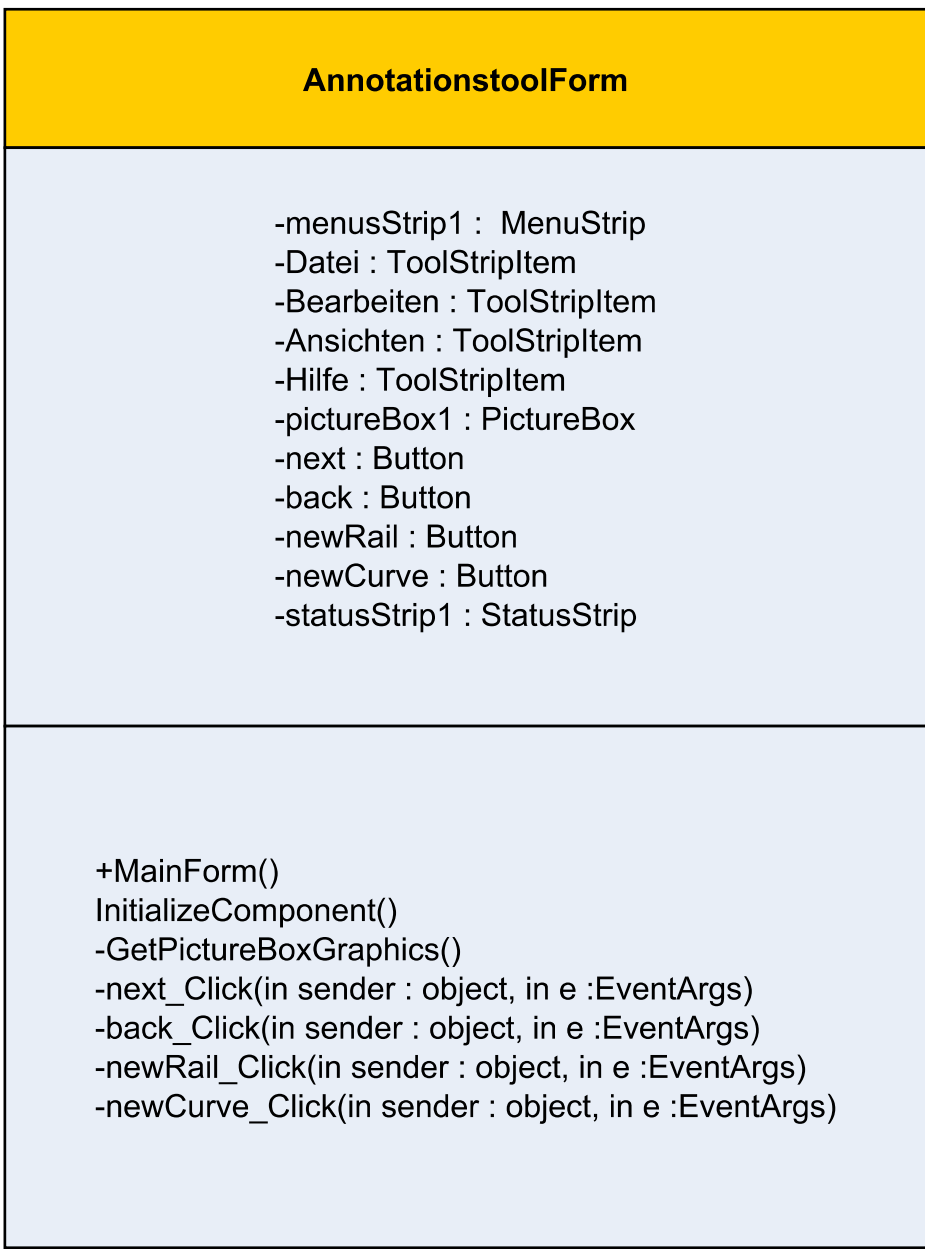 AnnotationstoolForm
-menusStrip1 :  MenuStrip
-Datei : ToolStripItem
-Bearbeiten : ToolStripItem
-Ansichten : ToolStripItem
-Hilfe : ToolStripItem
-pictureBox1 : PictureBox
-next : Button
-back : Button
-newRail : Button
-newCurve : Button
-statusStrip1 : StatusStrip
+MainForm()
InitializeComponent()
-GetPictureBoxGraphics()
-next_Click(in sender : object, in e :EventArgs)
-back_Click(in sender : object, in e :EventArgs)
-newRail_Click(in sender : object, in e :EventArgs)
-newCurve_Click(in sender : object, in e :EventArgs)